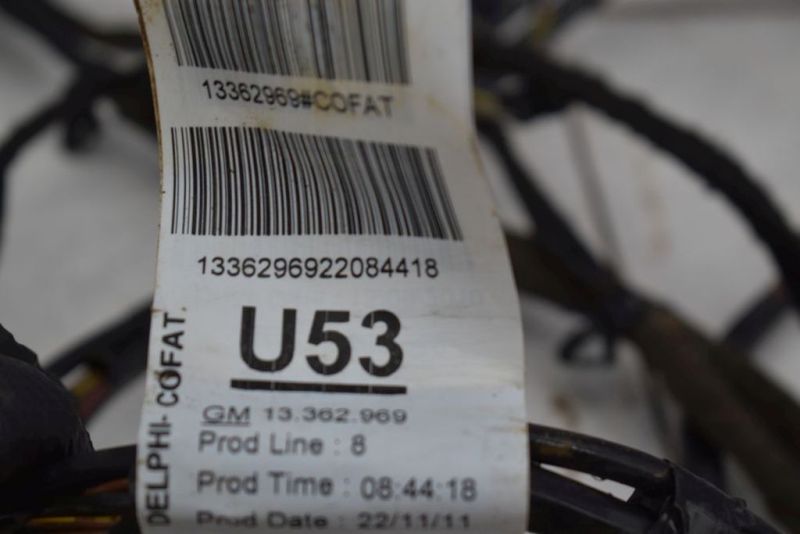 13362969#COFAT
1336296922084418
U53
GM 13.362.969
Prod Line : 8
Prod Time : 08:44:18
Prod Date : 22/11/11
DELPHI- COFAT.